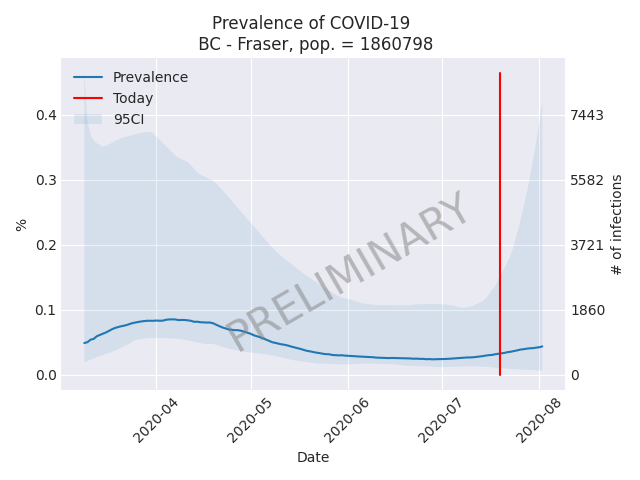 Prevalence of COVID-19
BC - Fraser, pop. = 1860798
Prevalence
Today
95CI
0.4
0.3
0.2
0.1
0.0
%
7443
5582
3721
1860
0
# of infections
PRELIMINARY
2020-04
2020-05
2020-06
2020-07
2020-08
Date